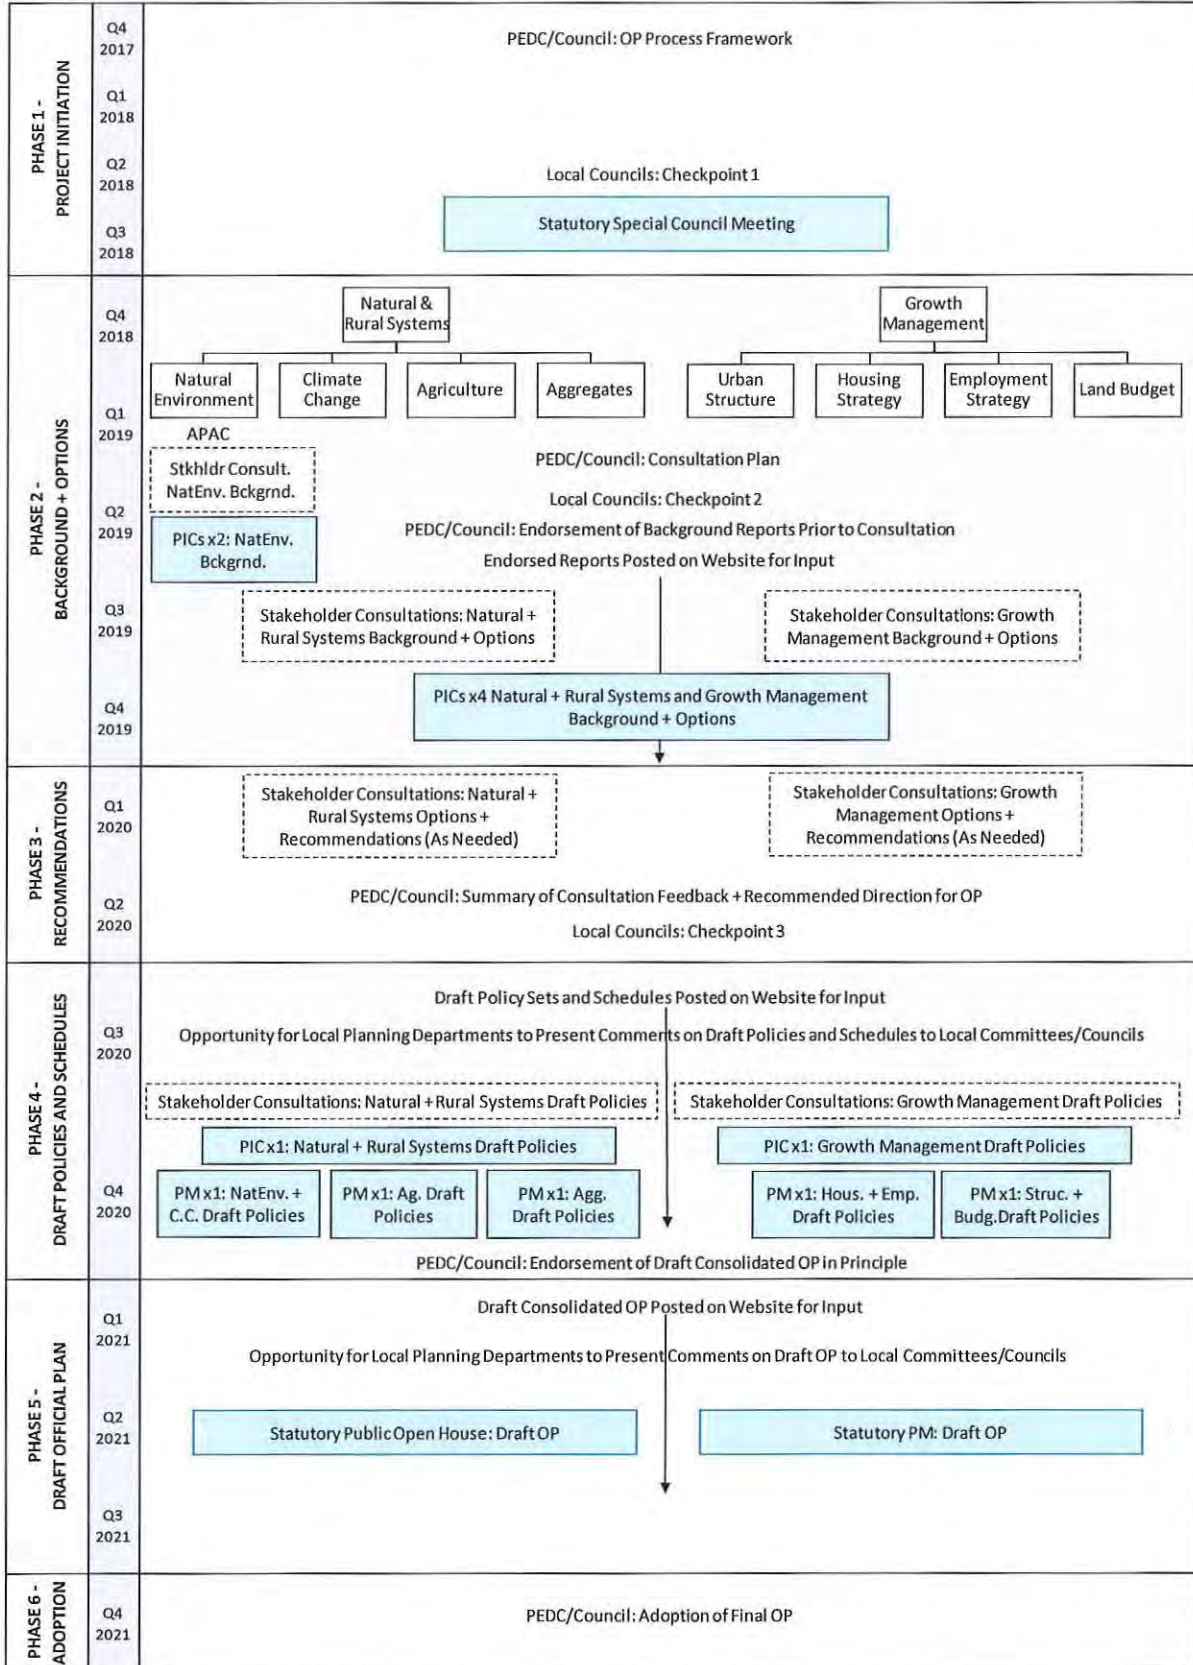 PHASE 1 -
PROJECT INITIATION
Q4
2017
PEDC/Council: OP Process Framework
Q1
2018
Q2
2018
Local Councils: Checkpoint 1
Statutory Special Council Meeting
Q3
2018
PHASE 2 -
BACKGROUND + OPTIONS
Q4
2018
Natural &
Rural Systems
Growth
Management
Natural
Environment
Climate
Change
Agriculture
Aggregates
Urban
Structure
Housing
Strategy
Employment
Strategy
Land Budget
Q1
2019
APAC
Stkhldr Consult.
NatEnv. Bckgrnd.
PEDC/Council: Consultation Plan
Local Councils: Checkpoint 2
Q2
2019
PICs x2: NatEnv.
Bckgrnd.
PEDC/Council: Endorsement of Background Reports Prior to Consultation
Endorsed Reports Posted on Website for Input
Q3
2019
Stakeholder Consultations: Natural +
Rural Systems Background + Options
Stakeholder Consultations: Growth
Management Background + Options
Q4
2019
PICs x4 Natural + Rural Systems and Growth Management
Background + Options
PHASE 3 -
RECOMMENDATIONS
Q1
2020
Stakeholder Consultations: Natural +
Rural Systems Options +
Recommendations (As Needed)
Stakeholder Consultations: Growth
Management Options +
Recommendations (As Needed)
Q2
2020
PEDC/Council: Summary of Consultation Feedback + Recommended Direction for OP
Local Councils: Checkpoint 3
PHASE 4 -
DRAFT POLICIES AND SCHEDULES
Draft Policy Sets and Schedules Posted on Website for Input
Q3
2020
Opportunity for Local Planning Departments to Present Comments on Draft Policies and Schedules to Local Committees/Councils
Stakeholder Consultations: Natural + Rural Systems Draft Policies
Stakeholder Consultations: Growth Management Draft Policies
PIC x1: Natural + Rural Systems Draft Policies
PIC x1: Growth Management Draft Policies
Q4
2020
PM x1: NatEnv. +
C.C. Draft Policies
PM x1: Ag. Draft
Policies
PM x1: Agg.
Draft Policies
PM x1: Hous. + Emp.
Draft Policies
PM x1: Struc. +
Budg. Draft Policies
PEDC/Council: Endorsement of Draft Consolidated OP in Principle
PHASE 5 -
DRAFT OFFICIAL PLAN
Q1
2021
Draft Consolidated OP Posted on Website for Input
Opportunity for Local Planning Departments to Present Comments on Draft OP to Local Committees/Councils
Q2
2021
Statutory Public Open House: Draft OP
Statutory PM: Draft OP
Q3
2021
PHASE 6 -
ADOPTION
Q4
2021
PEDC/Council: Adoption of Final OP